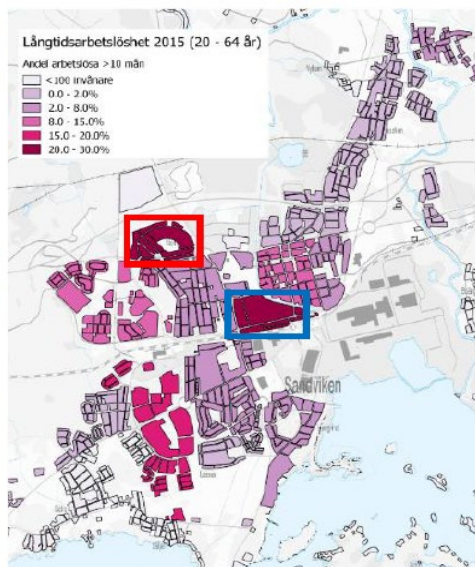 Långtidsarbetslöshet 2015 (20 - 64 år)
Andel arbetslösa >10 mån
<100 invånare
0.0 - 2.0%
2.0 - 8.0%
8.0 - 15.0%
15.0 - 20.0%
20.0 - 30.0%
Sandviken